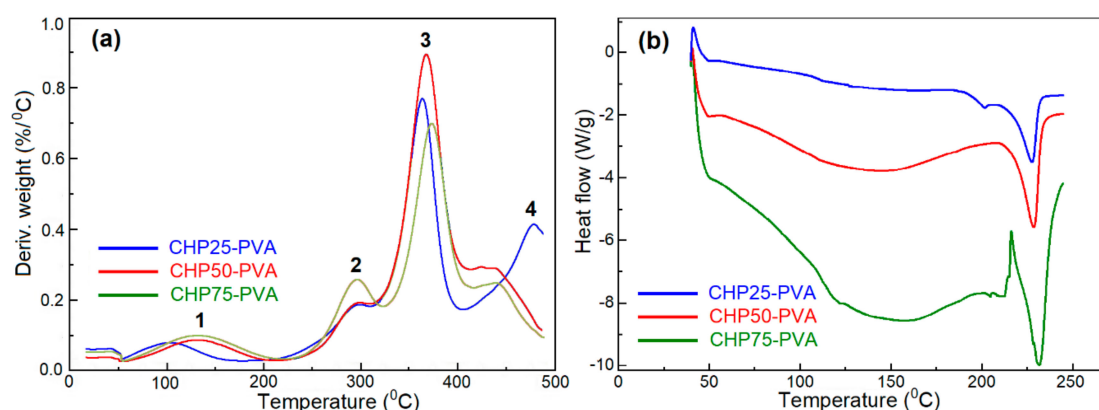 (a)
1.0
0.8
0.6
0.4
0.2
0.0
Deriv. weight (%/⁰C)
1
2
3
4
CHP25-PVA
CHP50-PVA
CHP75-PVA
0
100
200
300
400
500
Temperature (⁰C)
(b)
0
-2
-4
-6
-8
-10
Heat flow (W/g)
CHP25-PVA
CHP50-PVA
CHP75-PVA
0
50
100
150
200
250
Temperature (⁰C)